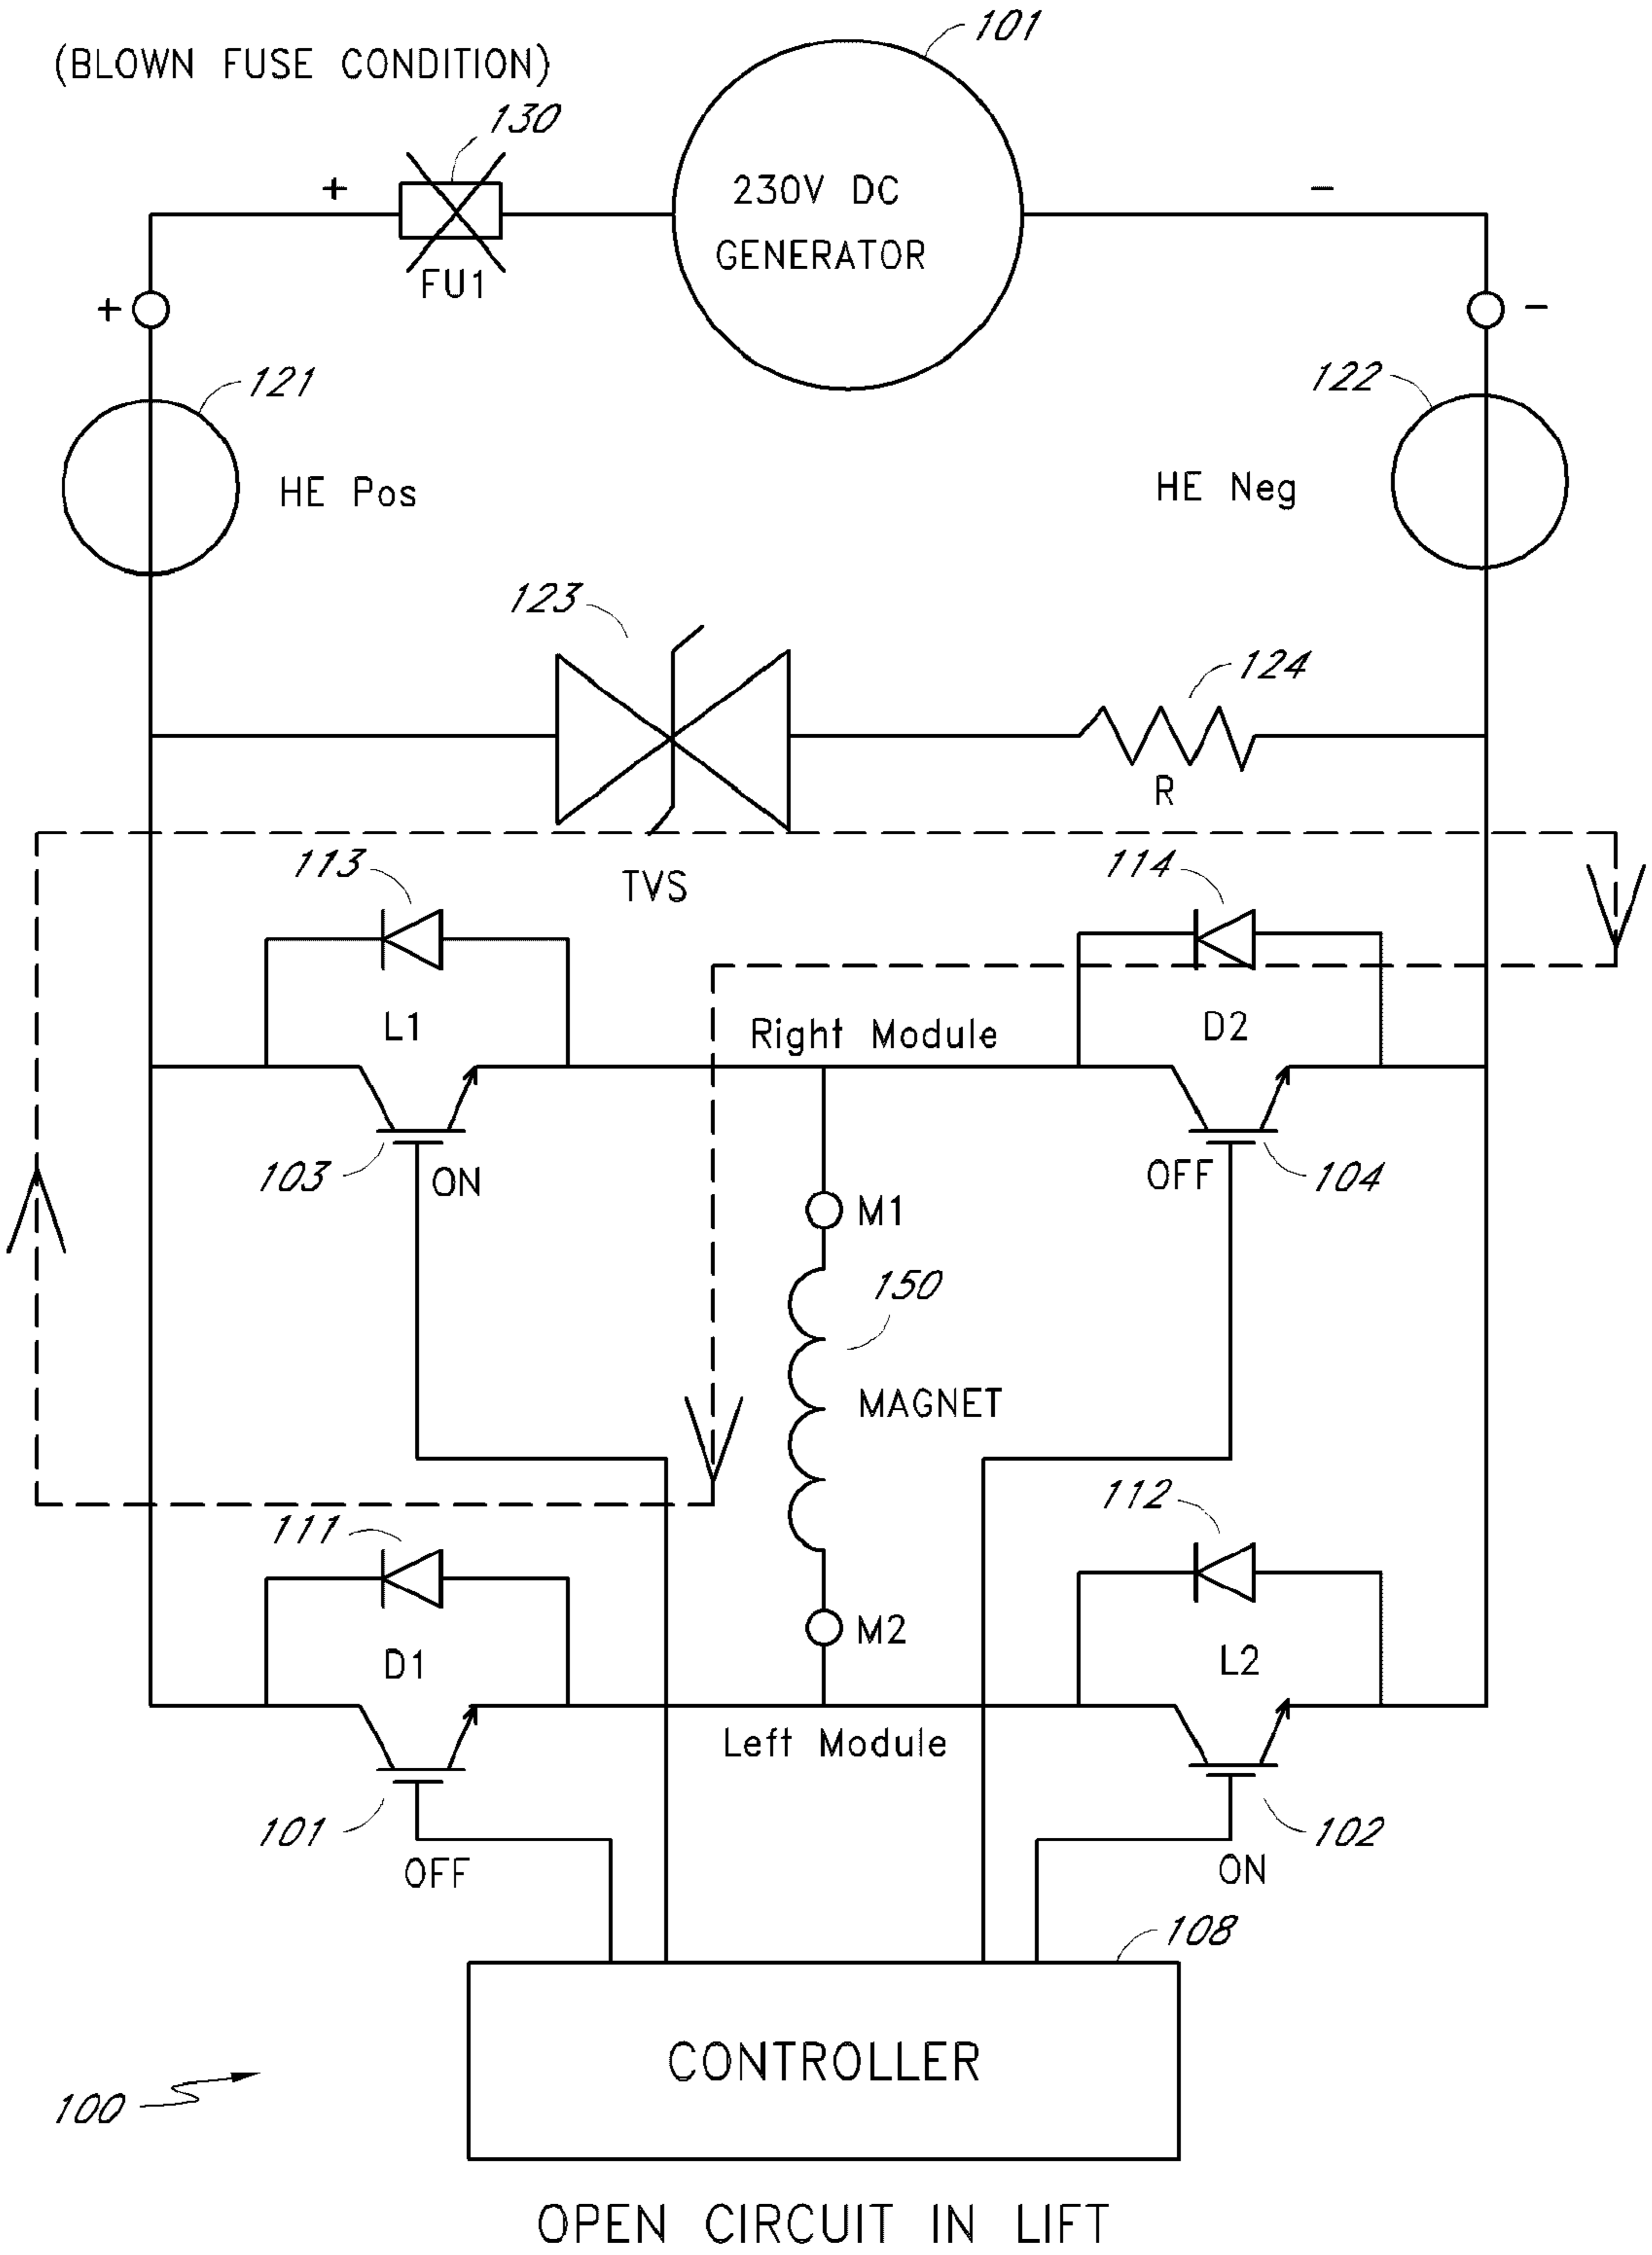 101
(BLOWN FUSE CONDITION)
130
+
230V DC
GENERATOR
−
FU1
+
−
121
122
HE Pos
HE Neg
123
124
R
113
TVS
114
L1
Right Module
D2
103
ON
OFF
104
M1
150
MAGNET
112
111
M2
D1
L2
Left Module
101
102
OFF
ON
108
CONTROLLER
100
OPEN CIRCUIT IN LIFT